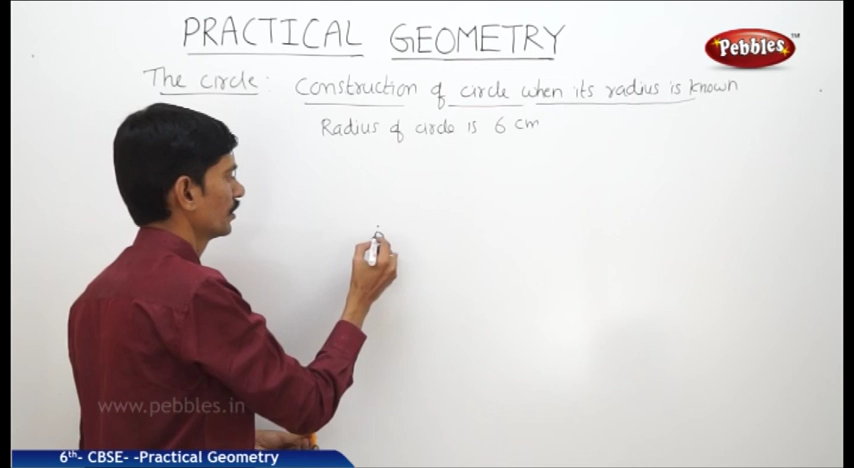 PRACTICAL GEOMETRY
Pebbles™
The circle: Construction of circle when its radius is known
Radius of circle is 6 cm
www.pebbles.in
6th- CBSE- -Practical Geometry